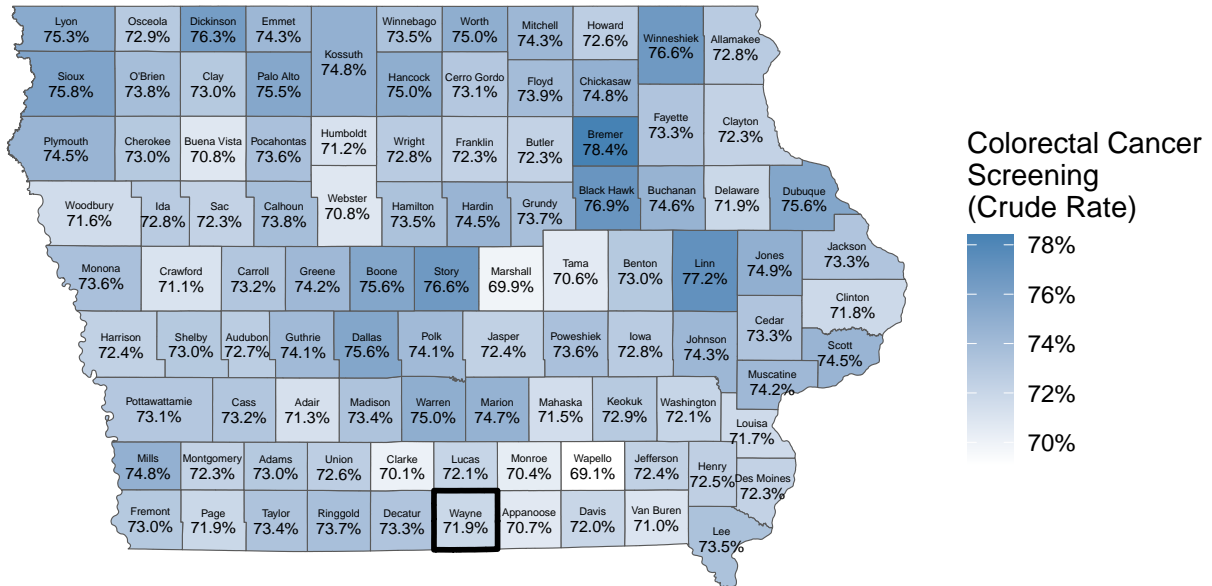 Lyon
75.3%
Osceola
72.9%
Dickinson
76.3%
Emmet
74.3%
Winnebago
73.5%
Worth
75.0%
Mitchell
74.3%
Howard
72.6%
Winneshiek
76.6%
Allamakee
72.8%
Kossuth
74.8%
Sioux
75.8%
O'Brien
73.8%
Clay
73.0%
Palo Alto
75.5%
Hancock
75.0%
Cerro Gordo
73.1%
Floyd
73.9%
Chickasaw
74.8%
Fayette
73.3%
Clayton
72.3%
Plymouth
74.5%
Cherokee
73.0%
Buena Vista
70.8%
Pocahontas
73.6%
Humboldt
71.2%
Wright
72.8%
Franklin
72.3%
Butler
72.3%
Bremer
78.4%
Woodbury
71.6%
Ida
72.8%
Sac
72.3%
Calhoun
73.8%
Webster
70.8%
Hamilton
73.5%
Hardin
74.5%
Grundy
73.7%
Black Hawk
76.9%
Buchanan
74.6%
Delaware
71.9%
Dubuque
75.6%
Monona
73.6%
Crawford
71.1%
Carroll
73.2%
Greene
74.2%
Boone
75.6%
Story
76.6%
Marshall
69.9%
Tama
70.6%
Benton
73.0%
Linn
77.2%
Jones
74.9%
Jackson
73.3%
Clinton
71.8%
Harrison
72.4%
Shelby
73.0%
Audubon
72.7%
Guthrie
74.1%
Dallas
75.6%
Polk
74.1%
Jasper
72.4%
Poweshiek
73.6%
Iowa
72.8%
Johnson
74.3%
Cedar
73.3%
Scott
74.5%
Muscatine
74.2%
Pottawattamie
73.1%
Cass
73.2%
Adair
71.3%
Madison
73.4%
Warren
75.0%
Marion
74.7%
Mahaska
71.5%
Keokuk
72.9%
Washington
72.1%
Louisa
71.7%
Mills
74.8%
Montgomery
72.3%
Adams
73.0%
Union
72.6%
Clarke
70.1%
Lucas
72.1%
Monroe
70.4%
Wapello
69.1%
Jefferson
72.4%
Henry
72.5%
Des Moines
72.3%
Fremont
73.0%
Page
71.9%
Taylor
73.4%
Ringgold
73.7%
Decatur
73.3%
Wayne
71.9%
Appanoose
70.7%
Davis
72.0%
Van Buren
71.0%
Lee
73.5%
Colorectal Cancer
Screening
(Crude Rate)
78%
76%
74%
72%
70%